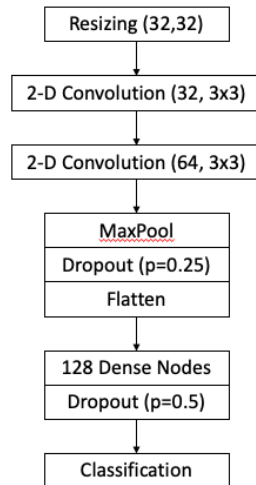 Resizing (32,32)
2-D Convolution (32, 3x3)
2-D Convolution (64, 3x3)
MaxPool
Dropout (p=0.25)
Flatten
128 Dense Nodes
Dropout (p=0.5)
Classification